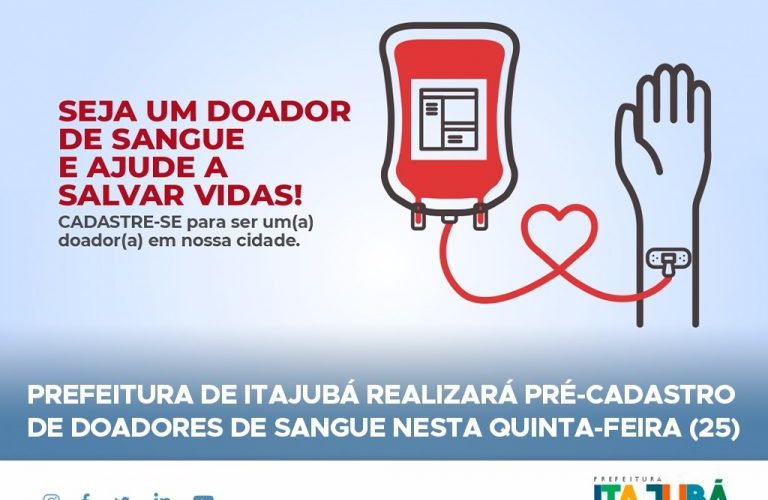 SEJA UM DOADOR
DE SANGUE
E AJUDE A
SALVAR VIDAS!
CADASTRE-SE para ser um(a)
doador(a) em nossa cidade.
PREFEITURA DE ITAJUBÁ REALIZARÁ PRÉ-CADASTRO
DE DOADORES DE SANGUE NESTA QUINTA-FEIRA (25)
PREFEITURA
ITAJUBÁ